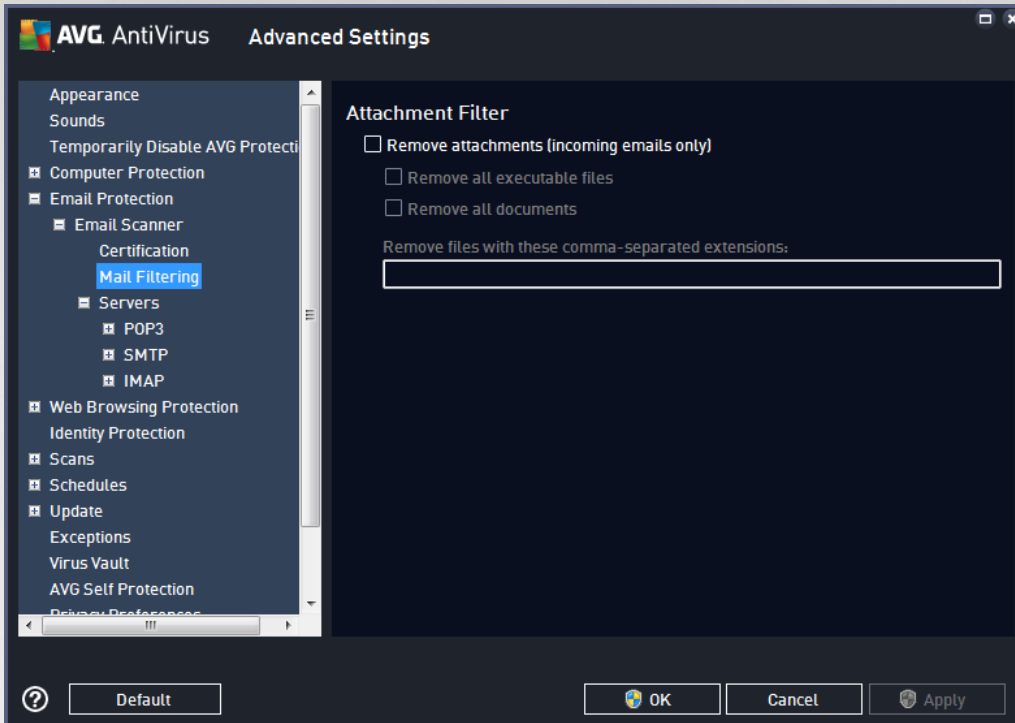 AVG. AntiVirus Advanced Settings
Appearance
Sounds
Temporarily Disable AVG Protecti
Computer Protection
Email Protection
Email Scanner
Certification
Mail Filtering
Servers
POP3
SMTP
IMAP
Web Browsing Protection
Identity Protection
Scans
Schedules
Update
Exceptions
Virus Vault
AVG Self Protection
Privacy Preferences
Attachment Filter
Remove attachments (incoming emails only)
Remove all executable files
Remove all documents
Remove files with these comma-separated extensions:
? Default OK Cancel Apply